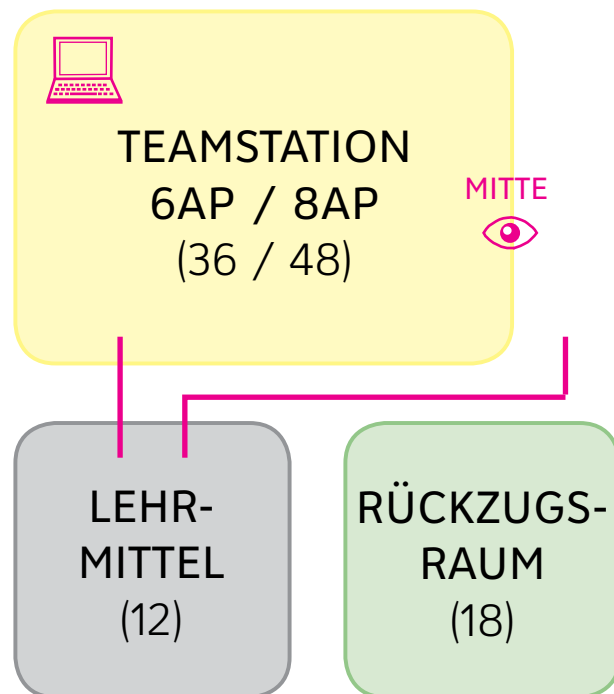 TEAMSTATION
6AP / 8AP
(36 / 48)
MITTE
LEHR-
MITTEL
(12)
RÜCKZUGS-
RAUM
(18)